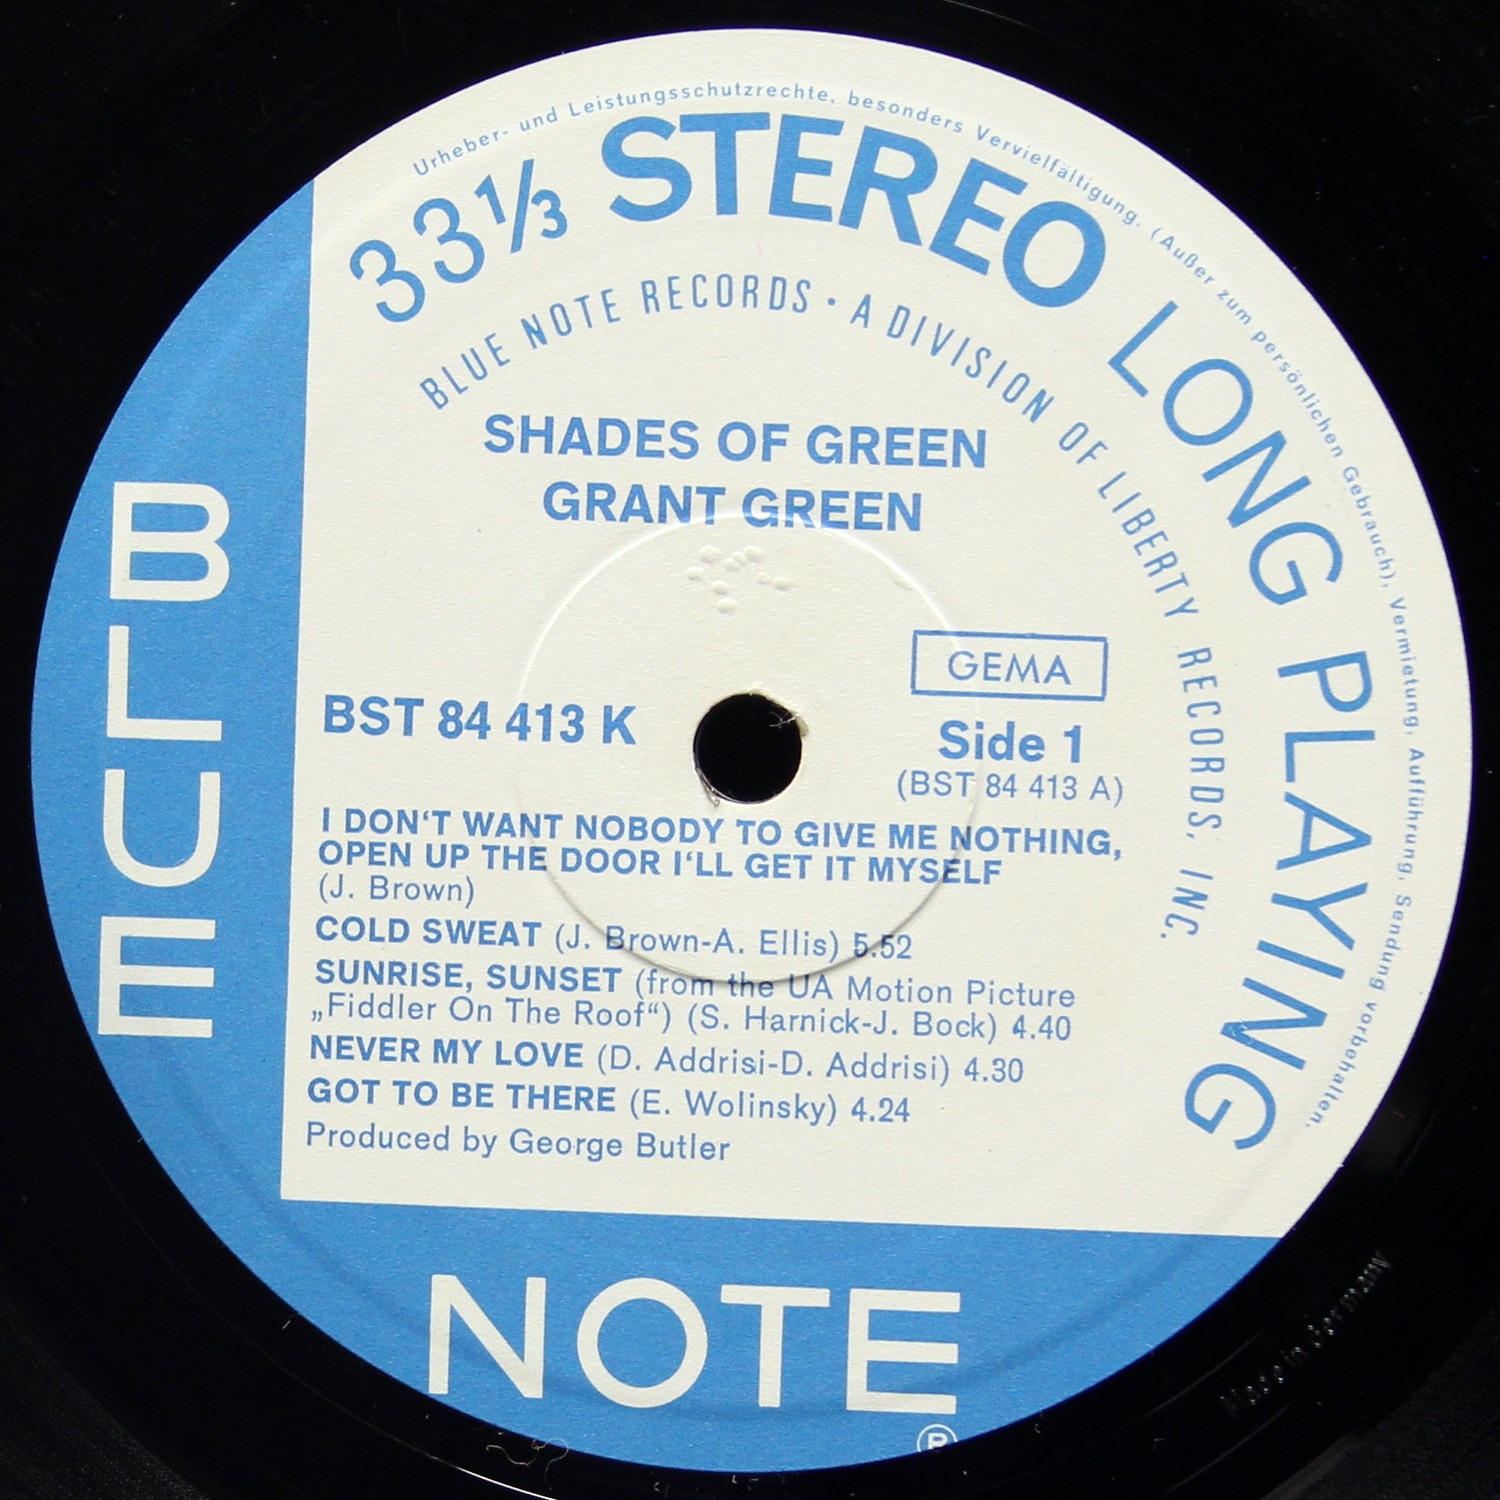 Urheber- und Leistungsschutzrechte, besonders Vervielfältigung. (Außer zum persönlichen Gebrauch), Vermietung, Aufführung, Sendung vorbehalten.
33⅓ STEREO LONG PLAYING
BLUE NOTE RECORDS · A DIVISION OF LIBERTY RECORDS, INC.
SHADES OF GREEN
GRANT GREEN
GEMA
BST 84 413 K
Side 1
(BST 84 413 A)
I DON‘T WANT NOBODY TO GIVE ME NOTHING,
OPEN UP THE DOOR I‘LL GET IT MYSELF
(J. Brown)
COLD SWEAT (J. Brown-A. Ellis) 5.52
SUNRISE, SUNSET (from the UA Motion Picture
„Fiddler On The Roof“) (S. Harnick-J. Bock) 4.40
NEVER MY LOVE (D. Addrisi-D. Addrisi) 4.30
GOT TO BE THERE (E. Wolinsky) 4.24
Produced by George Butler
BLUE
NOTE
®
Made in Germany